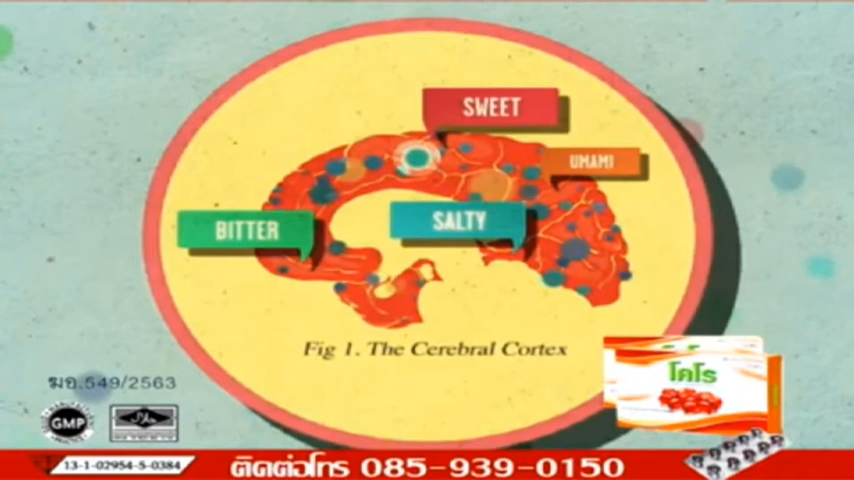 SWEET
UMAMI
BITTER
SALTY
Fig 1. The Cerebral Cortex
โคโร
ฆอ.549/2563
GMP
13-1-02954-5-0384
ติดต่อโทร 085-939-0150